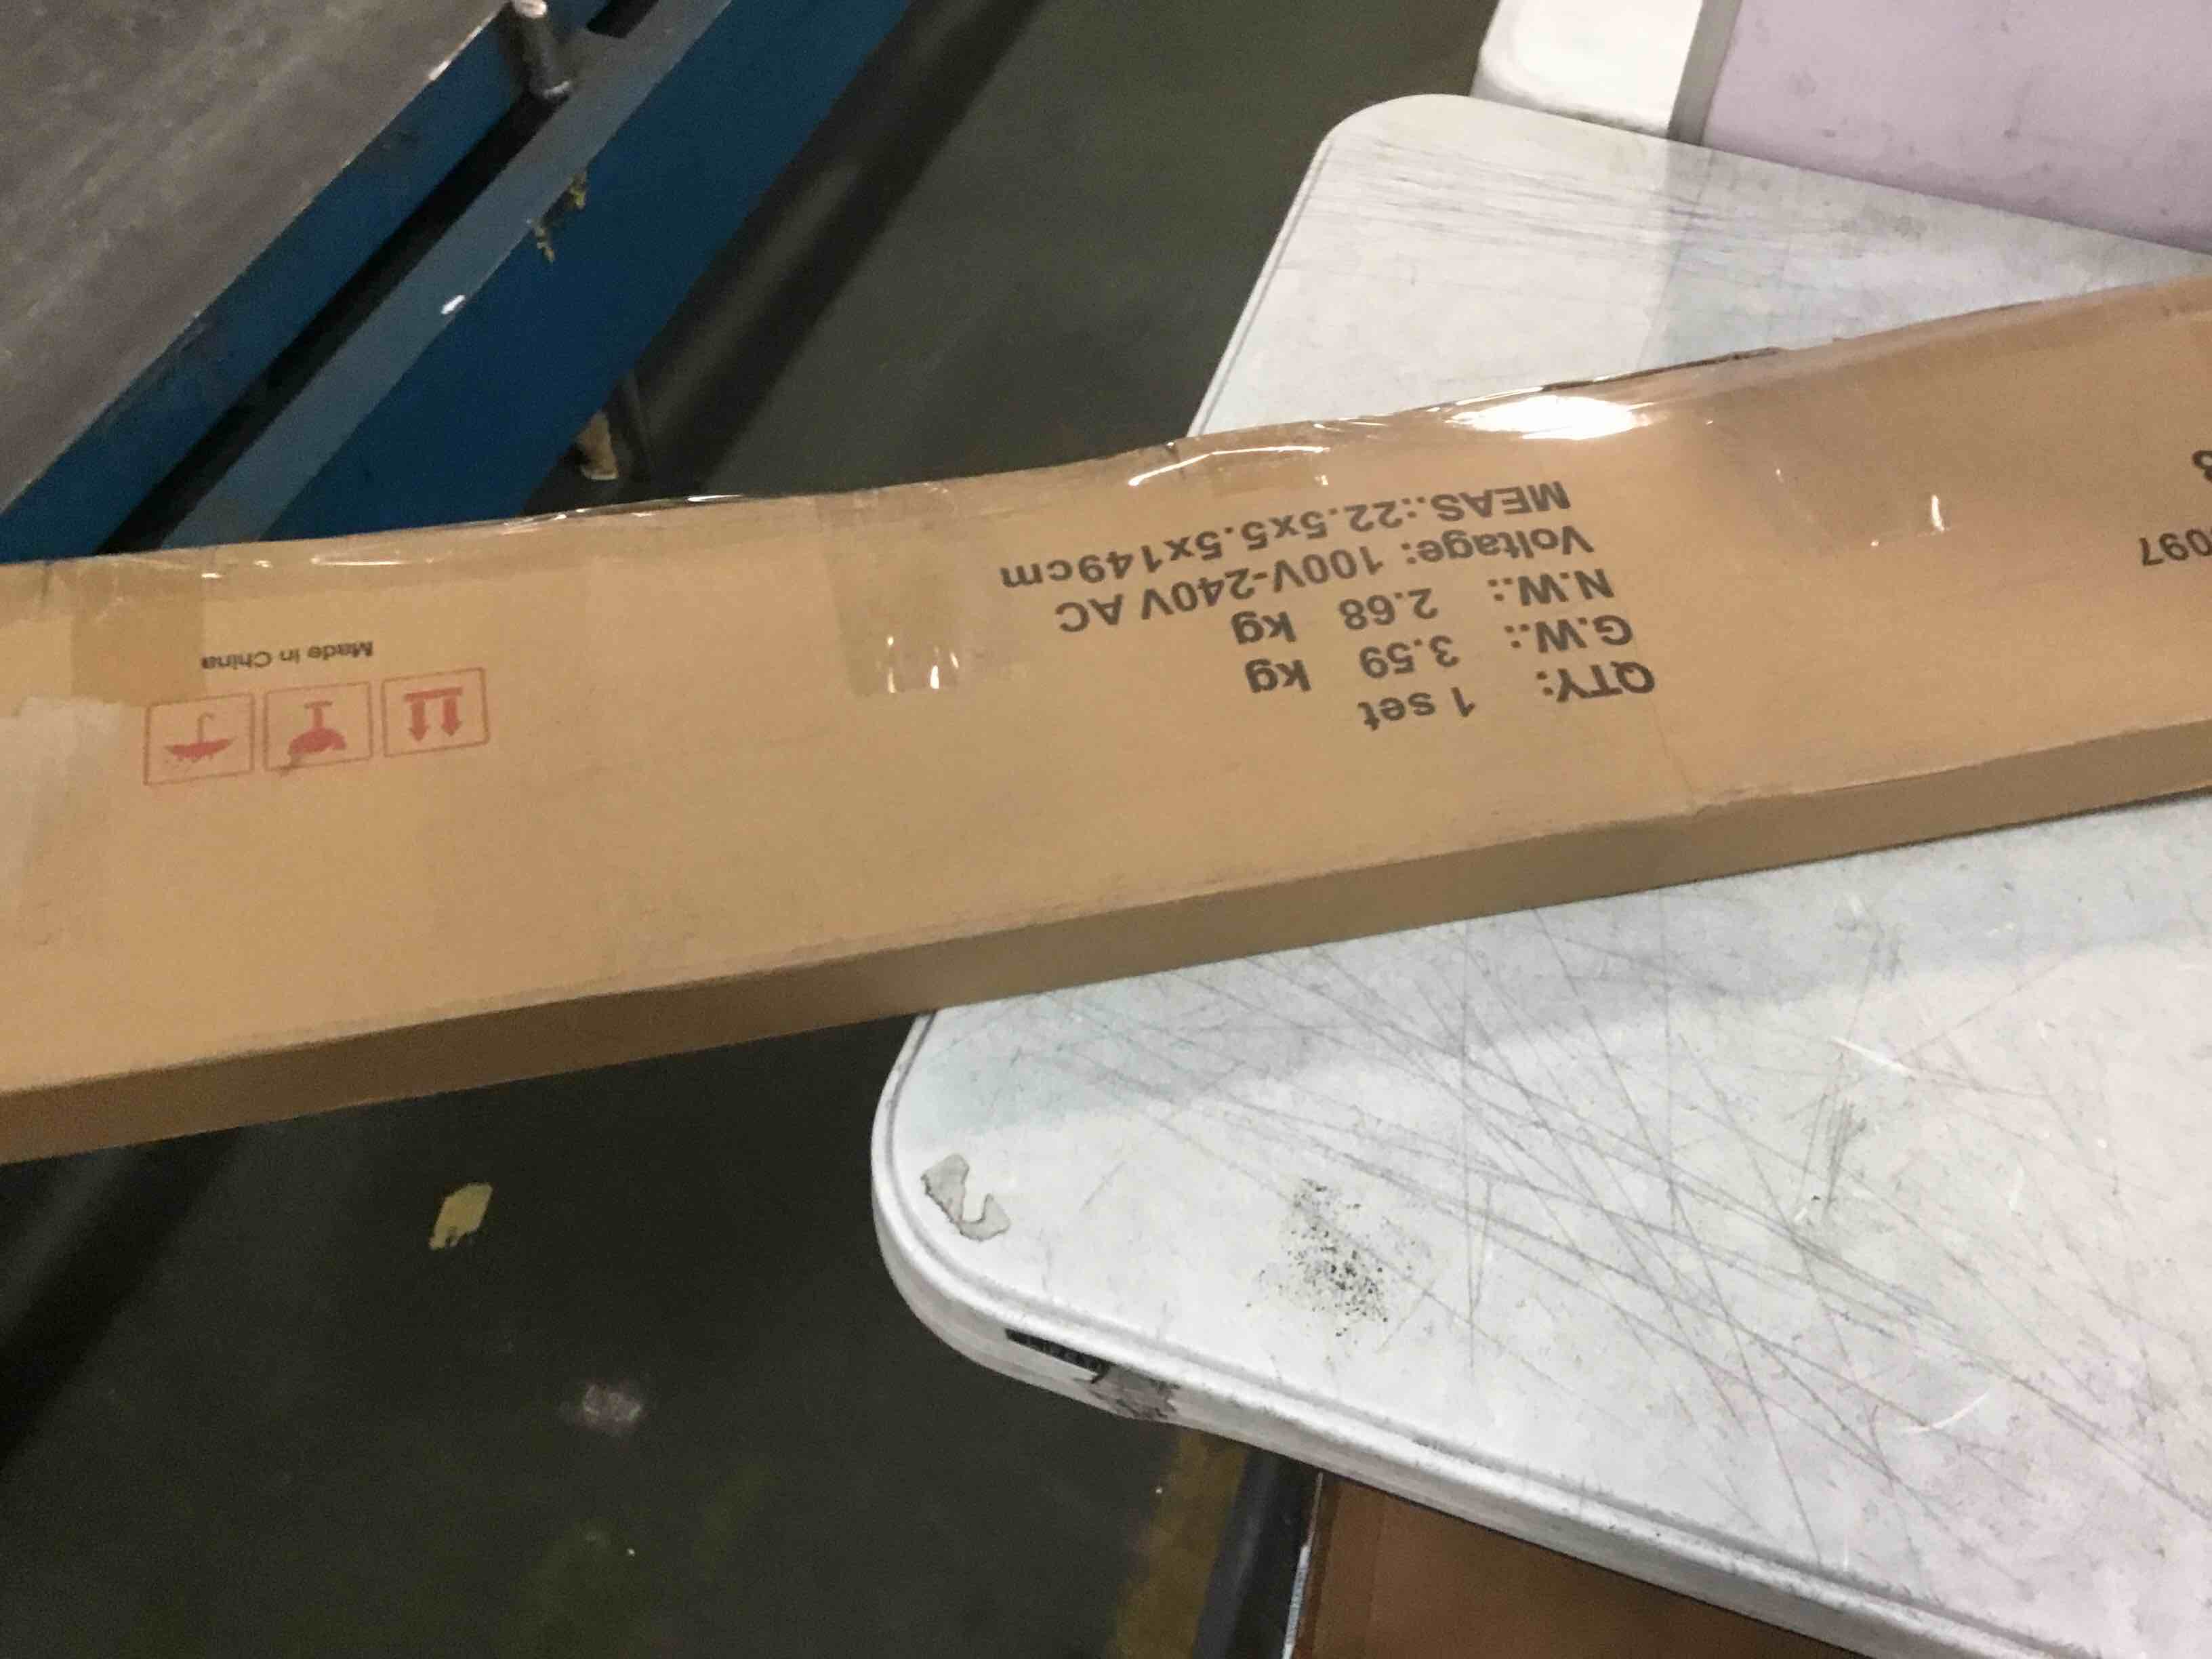 QTY: 1 set
G.W.: 3.59 kg
N.W.: 2.68 kg
Voltage: 100V-240V AC
MEAS.:22.5x5.5x149cm
Made in China